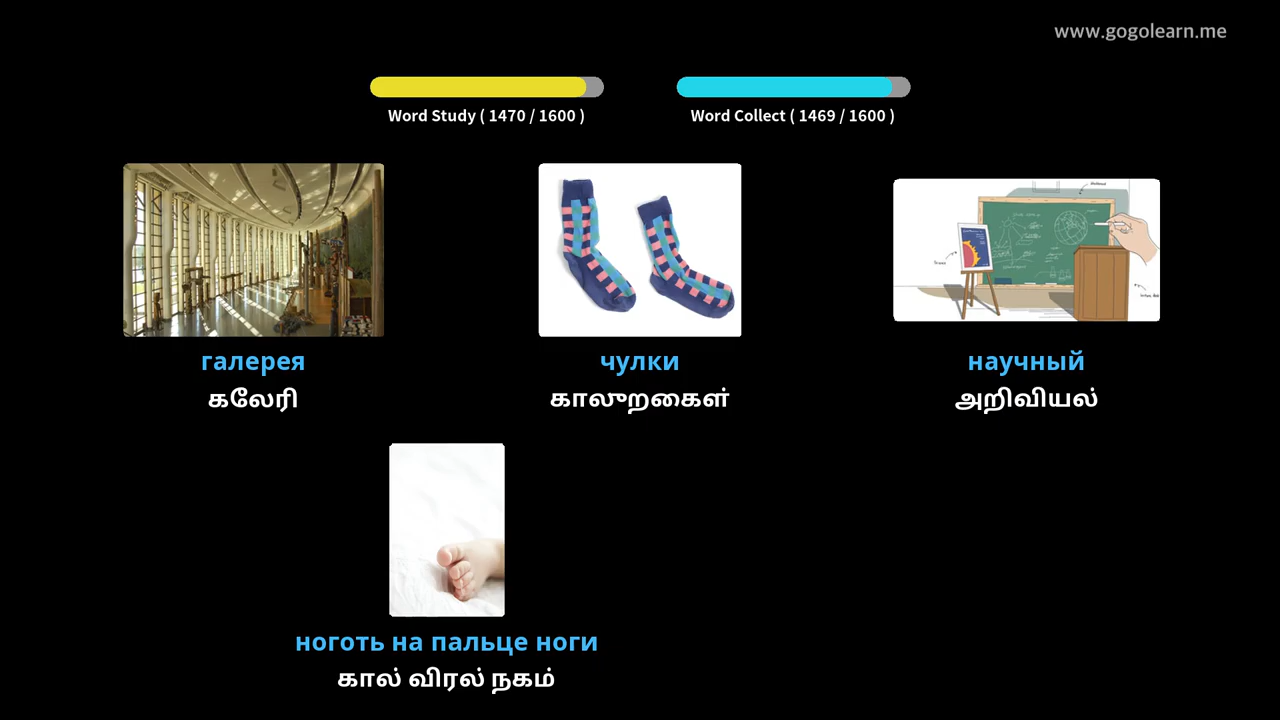 www.gogolearn.me
Word Study ( 1470 / 1600 )
Word Collect ( 1469 / 1600 )
галерея
கலேரி
чулки
காலுறைகள்
научный
அறிவியல்
ноготь на пальце ноги
கால் விரல் நகம்